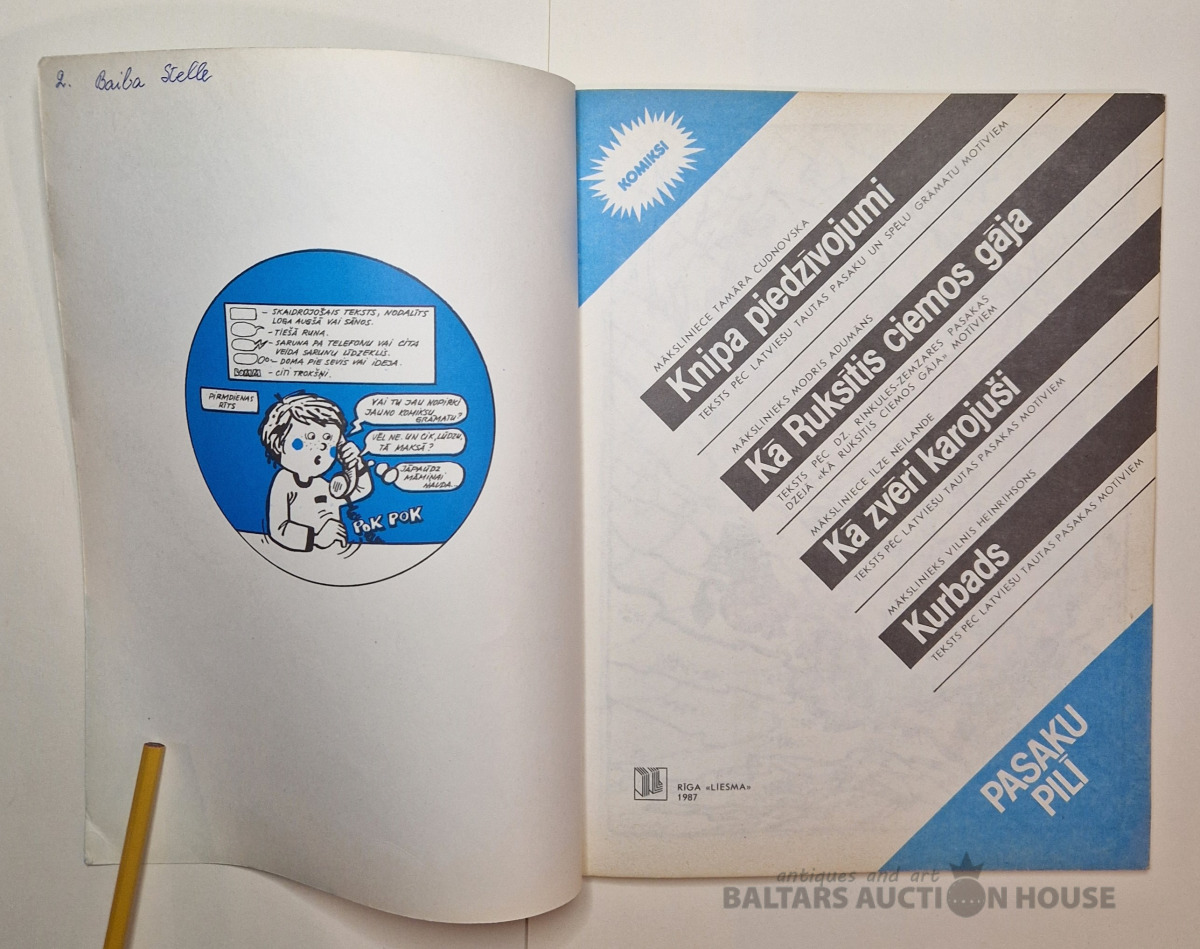 2. Baiba Stelle
– SKAIDROJOŠAIS TEKSTS, NODALĪTS
LOGA AUGŠĀ VAI SĀNOS.
– TIEŠĀ RUNA.
– SARUNA PA TELEFONU VAI CITA
VEIDA SARUNU LĪDZEKLIS.
– DOMA PIE SEVIS VAI IDEJA.
– CITI TROKŠŅI.
PIRMDIENAS
RĪTS
VAI TU JAU NOPIRKI
JAUNO KOMIKSU
GRĀMATU?
VĒL NE. UN CIK, LŪDZU,
TĀ MAKSĀ?
JĀPALŪDZ
MĀMIŅAI
NAUDA...
POK POK
KOMIKSI
MĀKSLINIECE TAMĀRA ČUDNOVSKA
Knipa piedzīvojumi
TEKSTS PĒC LATVIEŠU TAUTAS PASAKU UN SPĒĻU GRĀMATU MOTĪVIEM
MĀKSLINIEKS MODRIS ADUMĀNS
Kā Ruksītis ciemos gāja
TEKSTS PĒC DZ. RINKULES-ZEMZARES PASAKAS
DZEJĀ «KĀ RUKSĪTIS CIEMOS GĀJA» MOTĪVIEM
MĀKSLINIECE ILZE NEILANDE
Kā zvēri karojuši
TEKSTS PĒC LATVIEŠU TAUTAS PASAKAS MOTĪVIEM
MĀKSLINIEKS VILNIS HEINRIHSONS
Kurbads
TEKSTS PĒC LATVIEŠU TAUTAS PASAKAS MOTĪVIEM
PASAKU
PILĪ
RĪGA «LIESMA»
1987
antiques and art
BALTARS AUCTION HOUSE